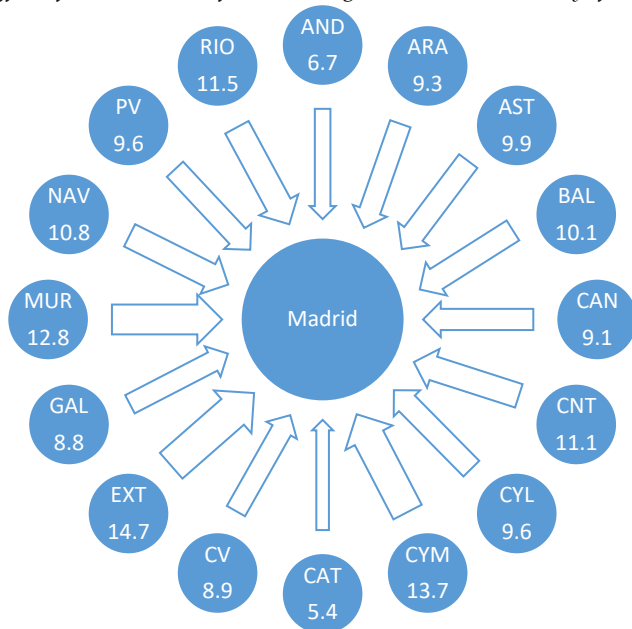 AND
6.7
ARA
9.3
AST
9.9
BAL
10.1
CAN
9.1
CNT
11.1
CYL
9.6
CYM
13.7
CAT
5.4
CV
8.9
EXT
14.7
GAL
8.8
MUR
12.8
NAV
10.8
PV
9.6
RIO
11.5
Madrid